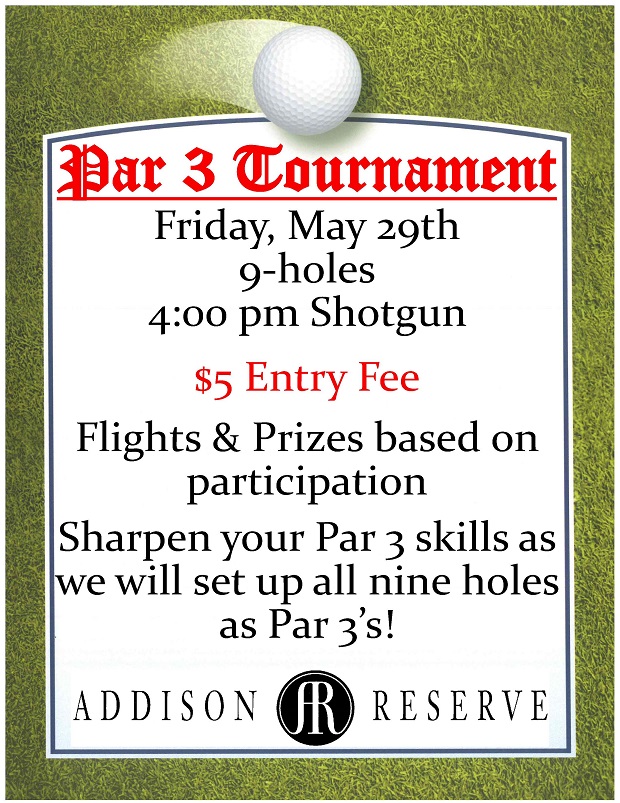 Par 3 Tournament
Friday, May 29th
9-holes
4:00 pm Shotgun
$5 Entry Fee
Flights & Prizes based on
participation
Sharpen your Par 3 skills as
we will set up all nine holes
as Par 3's!
ADDISON AR RESERVE